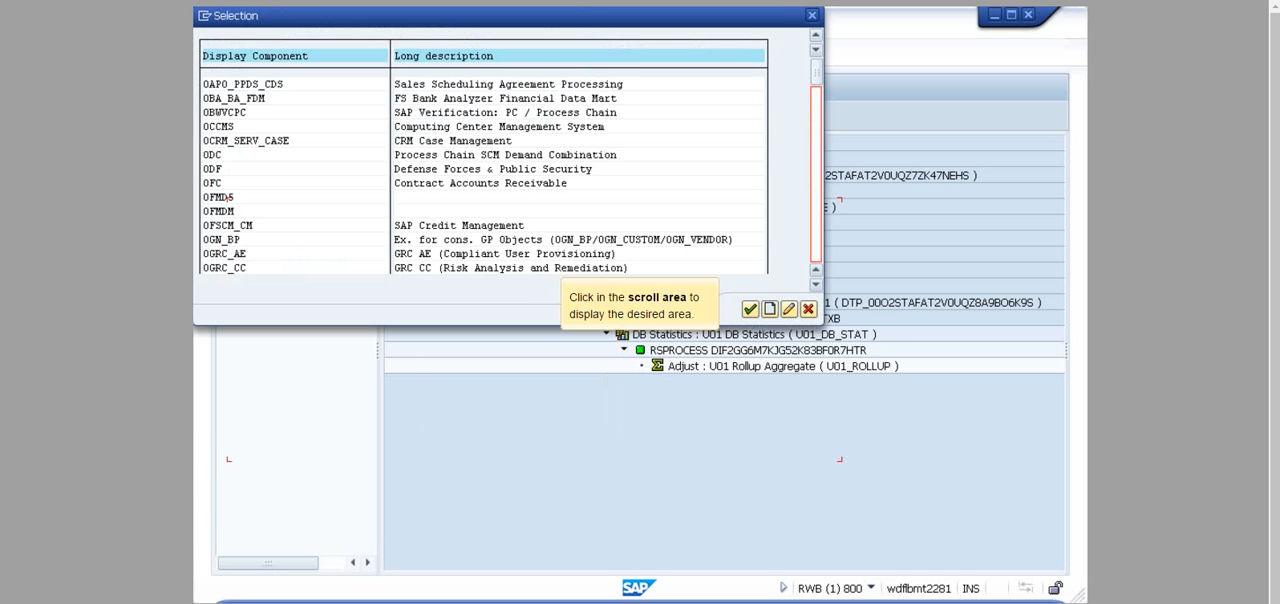 Selection
Display Component Long description
0APO_PPDS_CDS Sales Scheduling Agreement Processing
0BA_BA_FDM FS Bank Analyzer Financial Data Mart
0BWVCPC SAP Verification: PC / Process Chain
0CCMS Computing Center Management System
0CRM_SERV_CASE CRM Case Management
0DC Process Chain SCM Demand Combination
0DF Defense Forces & Public Security
0FC Contract Accounts Receivable
0FMD5
0FMDM
0FSCM_CM SAP Credit Management
0GN_BP Ex. for cons. GP Objects (0GN_BP/0GN_CUSTOM/0GN_VENDOR)
0GRC_AE GRC AE (Compliant User Provisioning)
0GRC_CC GRC CC (Risk Analysis and Remediation)
Click in the scroll area to
display the desired area.
2STAFAT2V0UQZ7ZK47NEHS )
E )
1 ( DTP_00O2STAFAT2V0UQZ8A9BO6K9S )
TXB
DB Statistics : U01 DB Statistics ( U01_DB_STAT )
RSPROCESS DIF2GG6M7KJG52K83BF0R7HTR
Adjust : U01 Rollup Aggregate ( U01_ROLLUP )
SAP RWB (1) 800 wdflbmt2281 INS